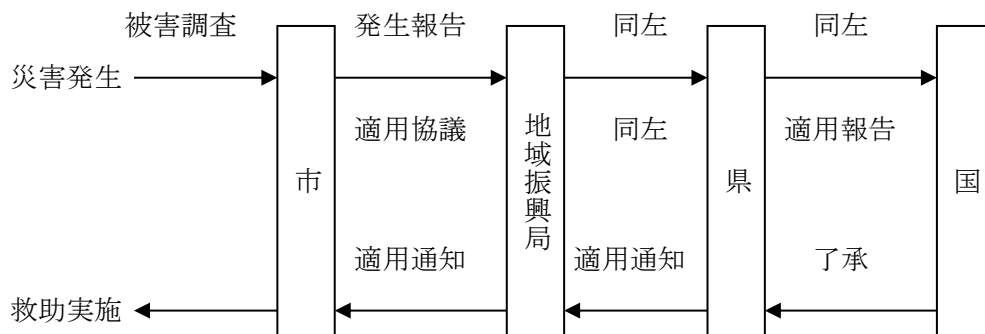 被害調査 発生報告 同左 同左
災害発生
適用協議 同左 適用報告
市 地域振興局 県 国
適用通知 適用通知 了承
救助実施